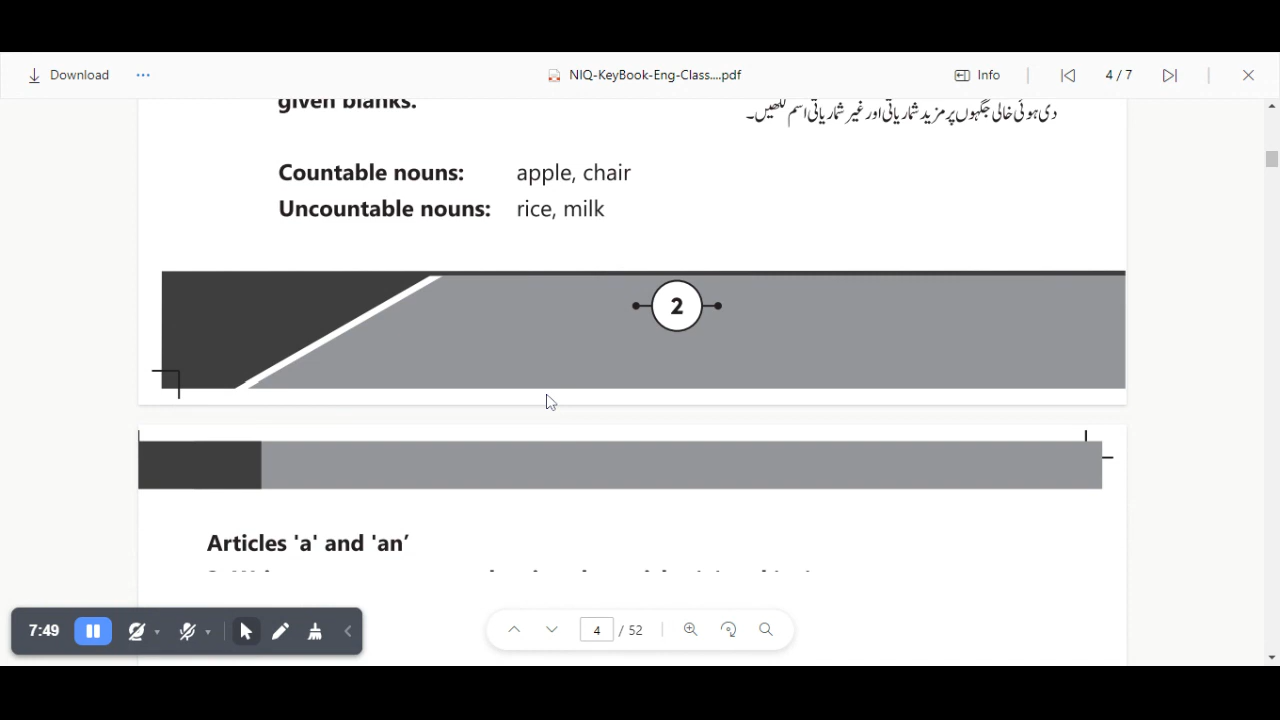 Download
NIQ-KeyBook-Eng-Class....pdf
Info
4 / 7
given blanks.
دی ہوئی خالی جگہوں پر مزید شماریاتی اور غیر شماریاتی اسم لکھیں۔
Countable nouns: apple, chair
Uncountable nouns: rice, milk
2
Articles 'a' and 'an'
7:49
4 / 52